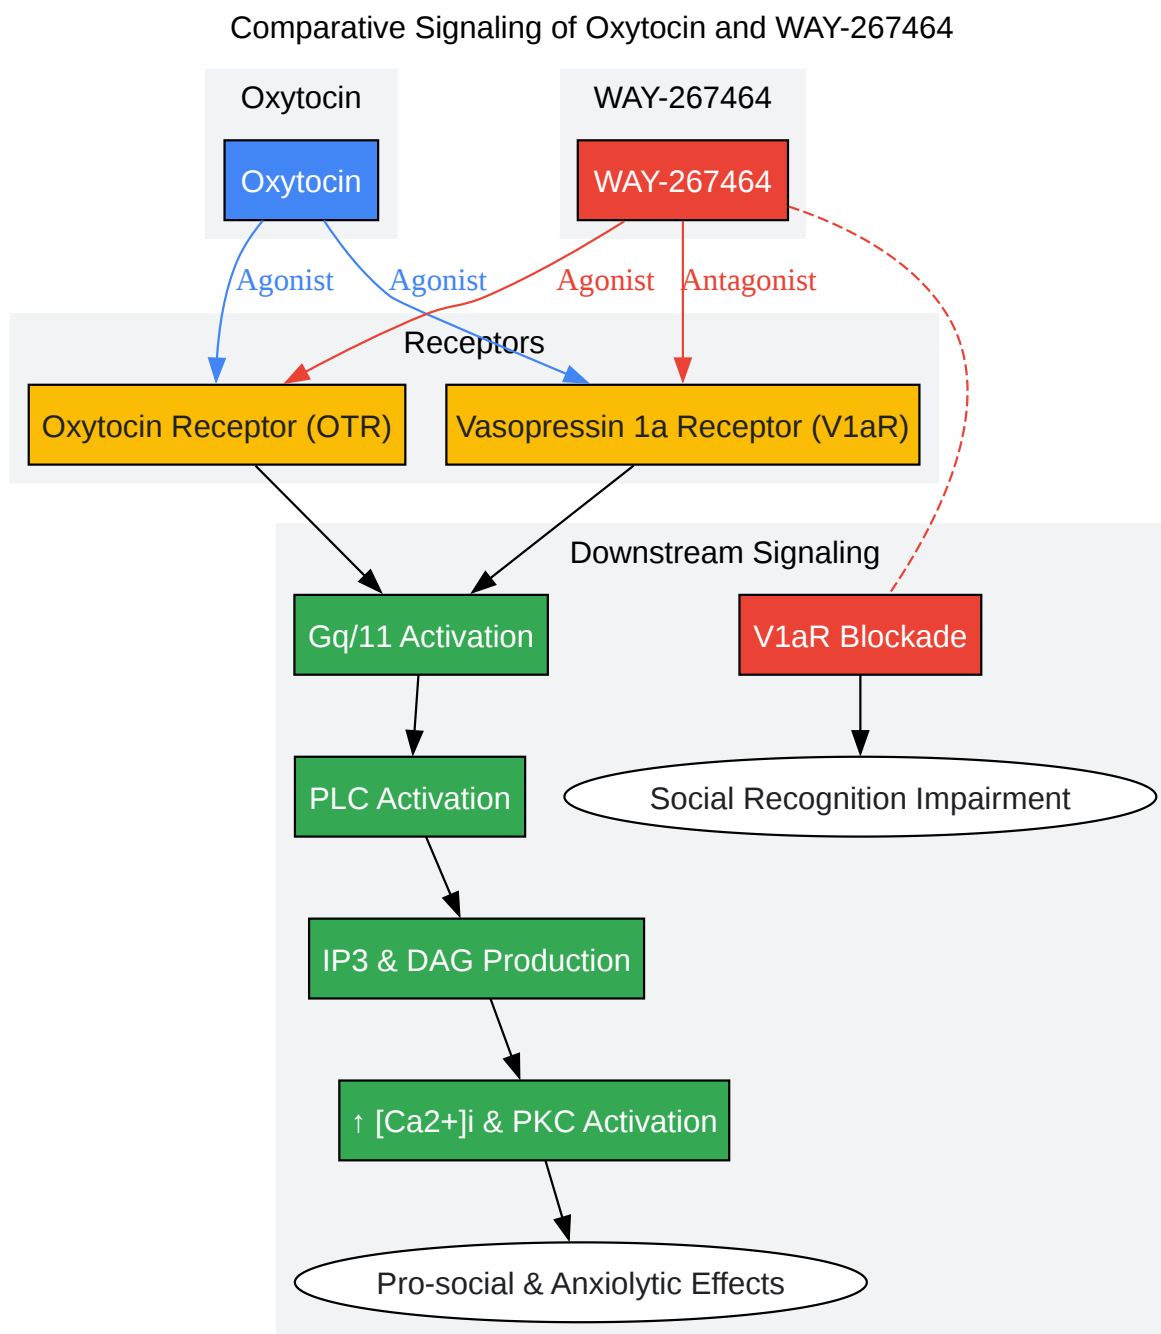 Comparative Signaling of Oxytocin and WAY-267464
Oxytocin
WAY-267464
Oxytocin
WAY-267464
Agonist
Agonist
Agonist
Antagonist
Receptors
Oxytocin Receptor (OTR)
Vasopressin 1a Receptor (V1aR)
Downstream Signaling
Gq/11 Activation
V1aR Blockade
PLC Activation
Social Recognition Impairment
IP3 & DAG Production
↑ [Ca2+]i & PKC Activation
Pro-social & Anxiolytic Effects